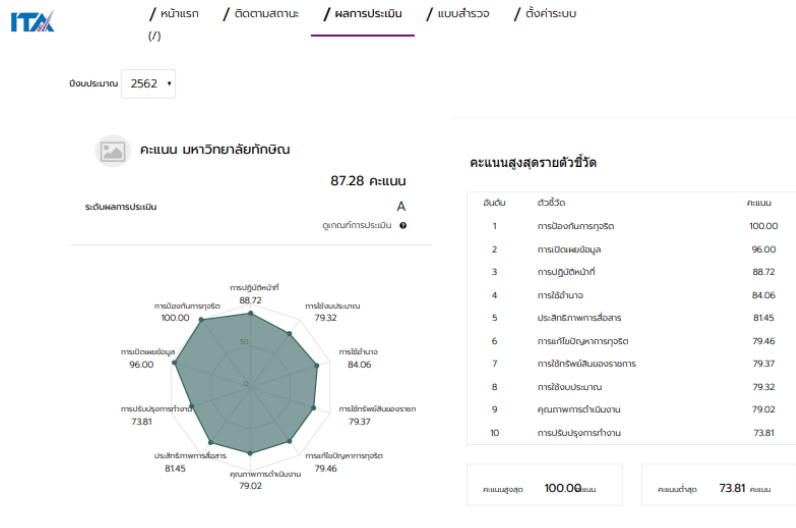 ITA
/ หน้าแรก / ติดตามสถานะ / ผลการประเมิน / แบบสำรวจ / ตั้งค่าระบบ
(/)
ปีงบประมาณ 2562
คะแนน มหาวิทยาลัยทักษิณ
87.28 คะแนน
ระดับผลการประเมิน A
ดูเกณฑ์การประเมิน ?
การปฏิบัติหน้าที่
88.72
การใช้งบประมาณ
79.32
การใช้อำนาจ
84.06
การใช้ทรัพย์สินของราชก
79.37
การแก้ไขปัญหาการทุจริต
79.46
คุณภาพการดำเนินงาน
79.02
ประสิทธิภาพการสื่อสาร
81.45
การปรับปรุงการทำงาน
73.81
การเปิดเผยข้อมูล
96.00
การป้องกันการทุจริต
100.00
50
0
คะแนนสูงสุดรายตัวชี้วัด
อันดับ ตัวชี้วัด คะแนน
1 การป้องกันการทุจริต 100.00
2 การเปิดเผยข้อมูล 96.00
3 การปฏิบัติหน้าที่ 88.72
4 การใช้อำนาจ 84.06
5 ประสิทธิภาพการสื่อสาร 81.45
6 การแก้ไขปัญหาการทุจริต 79.46
7 การใช้ทรัพย์สินของราชการ 79.37
8 การใช้งบประมาณ 79.32
9 คุณภาพการดำเนินงาน 79.02
10 การปรับปรุงการทำงาน 73.81
คะแนนสูงสุด 100.00 คะแนน
คะแนนต่ำสุด 73.81 คะแนน